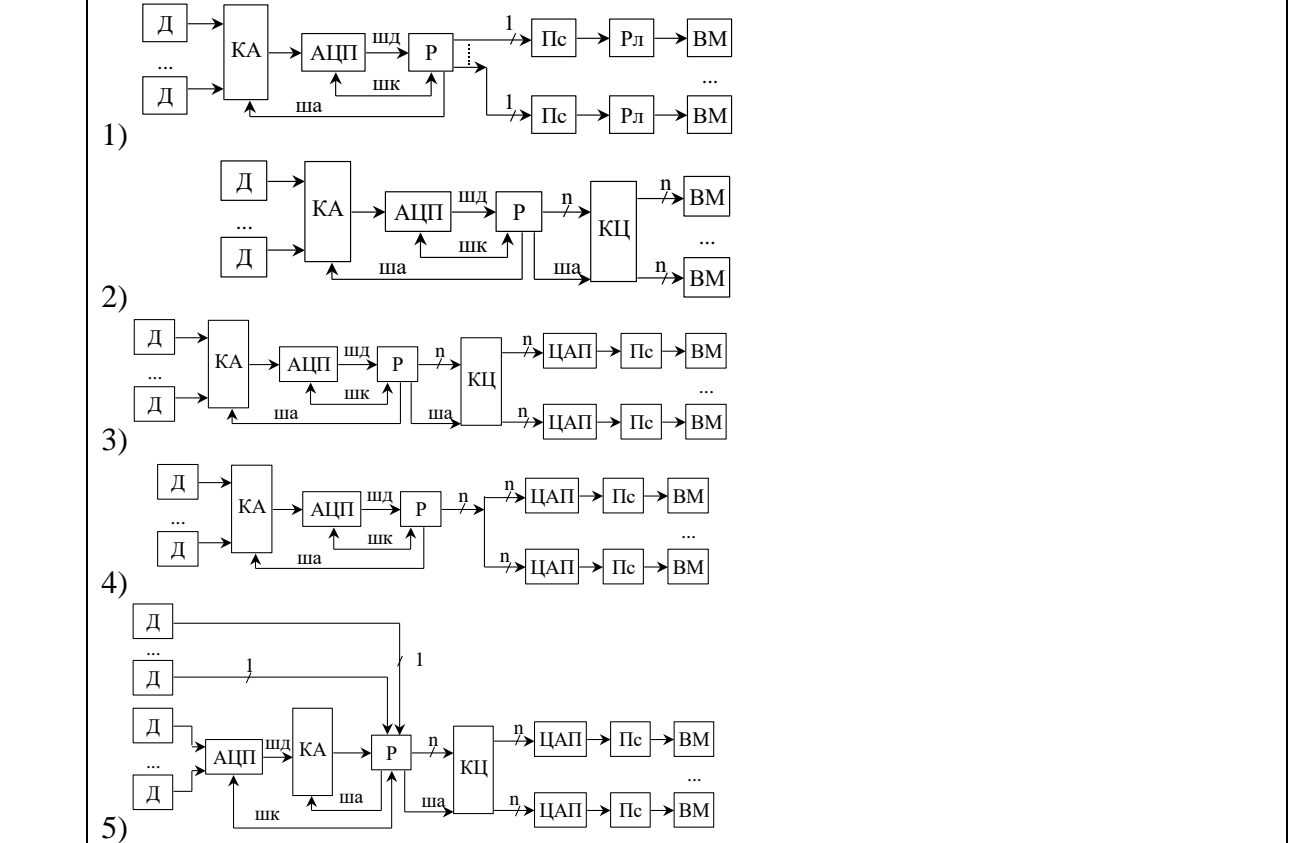 Д КА АЦП шд Р 1 Пс Рл ВМ
...
Д шк ша 1 Пс Рл ВМ
...
1)
Д КА АЦП шд Р n КЦ n ВМ
...
Д шк ша ша n ВМ
...
2)
Д КА АЦП шд Р n КЦ n ЦАП Пс ВМ
...
Д шк ша ша n ЦАП Пс ВМ
...
3)
Д КА АЦП шд Р n n ЦАП Пс ВМ
...
Д шк ша n ЦАП Пс ВМ
...
4)
Д
...
Д 1 1
Д АЦП шд КА Р n КЦ n ЦАП Пс ВМ
...
Д шк ша ша n ЦАП Пс ВМ
...
5)